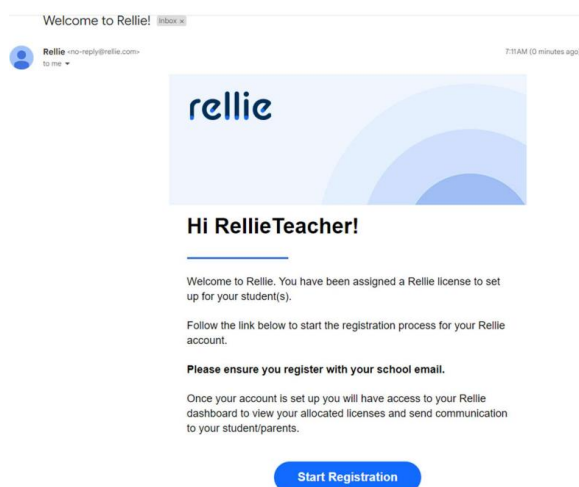 Welcome to Rellie! Inbox x
Rellie <no-reply@rellie.com>
7:11AM (0 minutes ago
to me
rellie
Hi RellieTeacher!
Welcome to Rellie. You have been assigned a Rellie license to set
up for your student(s).
Follow the link below to start the registration process for your Rellie
account.
Please ensure you register with your school email.
Once your account is set up you will have access to your Rellie
dashboard to view your allocated licenses and send communication
to your student/parents.
Start Registration